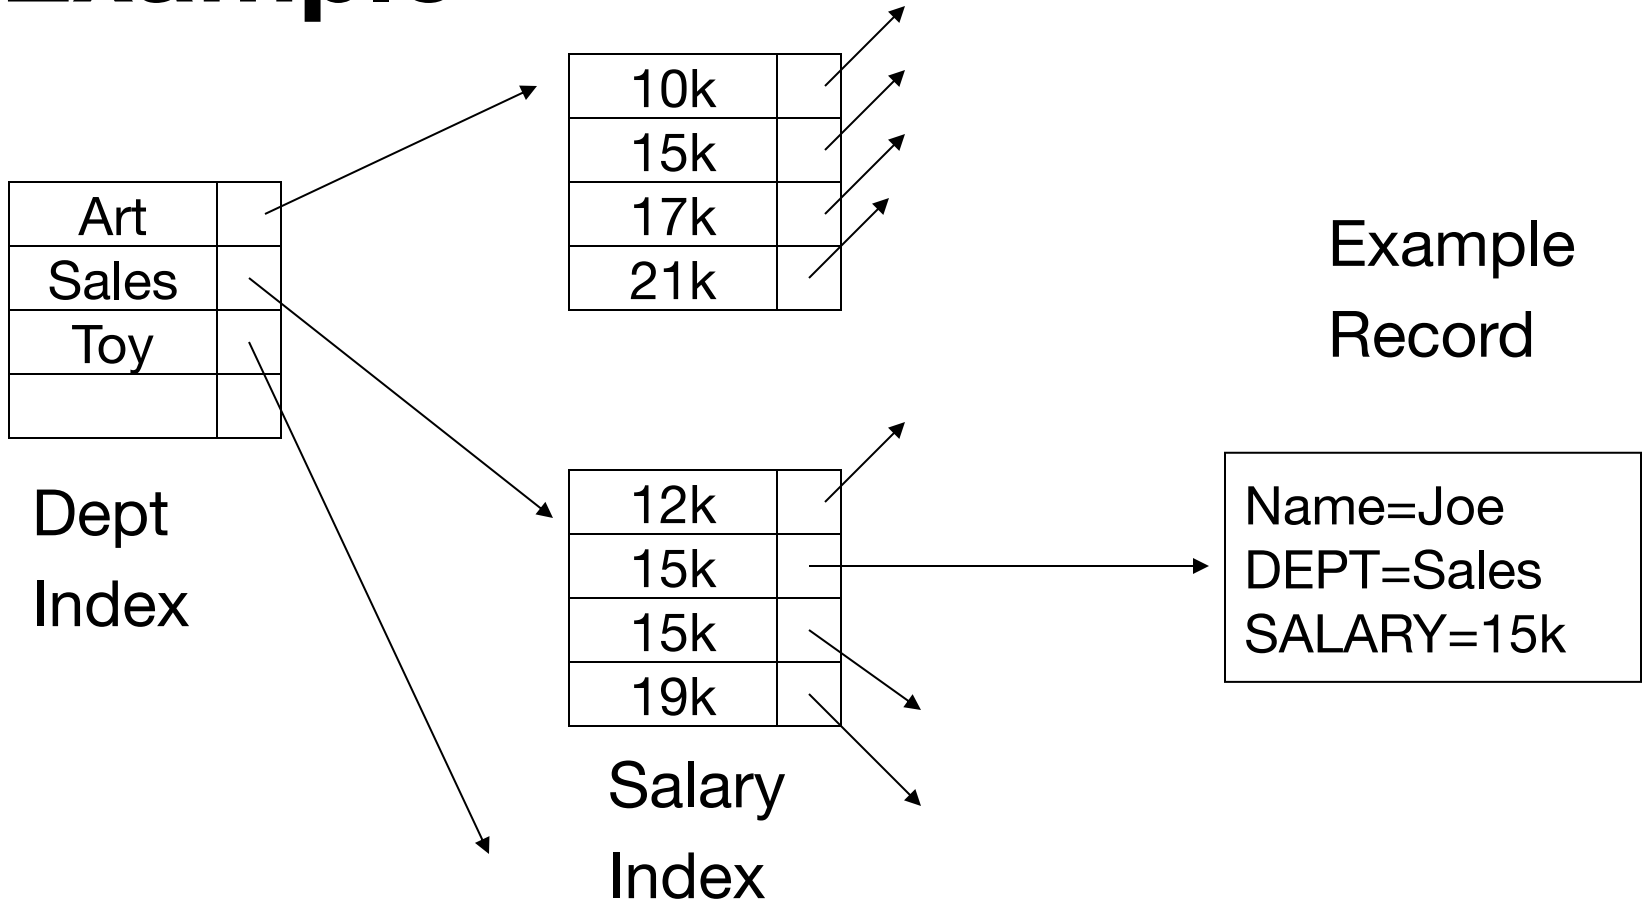 Example
10k
15k
17k
21k
Art
Sales
Toy
Dept
Index
12k
15k
15k
19k
Salary
Index
Example
Record
Name=Joe
DEPT=Sales
SALARY=15k